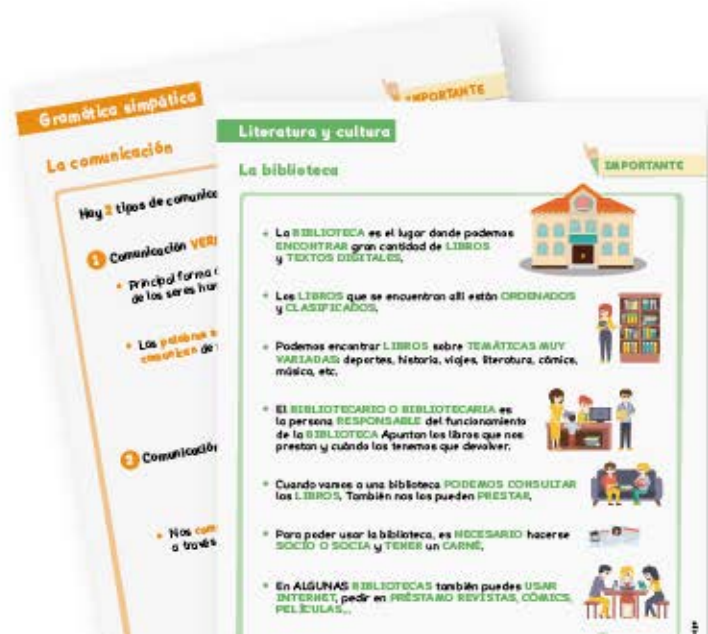 Gramática simpática
IMPORTANTE
La comunicación
Hay 2 tipos de
1 Comunicación
• Principal forma
de los seres
• Las palabras
comunican de
2 Comunicación
• Nos
a través
Literatura y cultura
IMPORTANTE
La biblioteca
• La BIBLIOTECA es el lugar donde podemos
ENCONTRAR gran cantidad de LIBROS
y TEXTOS DIGITALES.
• Los LIBROS que se encuentran allí están ORDENADOS
y CLASIFICADOS.
• Podemos encontrar LIBROS sobre TEMÁTICAS MUY
VARIADAS: deportes, historia, viajes, literatura, cómics,
música, etc.
• El BIBLIOTECARIO O BIBLIOTECARIA es
la persona RESPONSABLE del funcionamiento
de la BIBLIOTECA Apuntan los libros que nos
prestan y cuándo los tenemos que devolver.
• Cuando vamos a una biblioteca PODEMOS CONSULTAR
los LIBROS. También nos los pueden PRESTAR.
• Para poder usar la biblioteca, es NECESARIO hacerse
SOCIO O SOCIA y TENER un CARNÉ.
• En ALGUNAS BIBLIOTECAS también puedes USAR
INTERNET, pedir en PRÉSTAMO REVISTAS, CÓMICS,
PELÍCULAS...